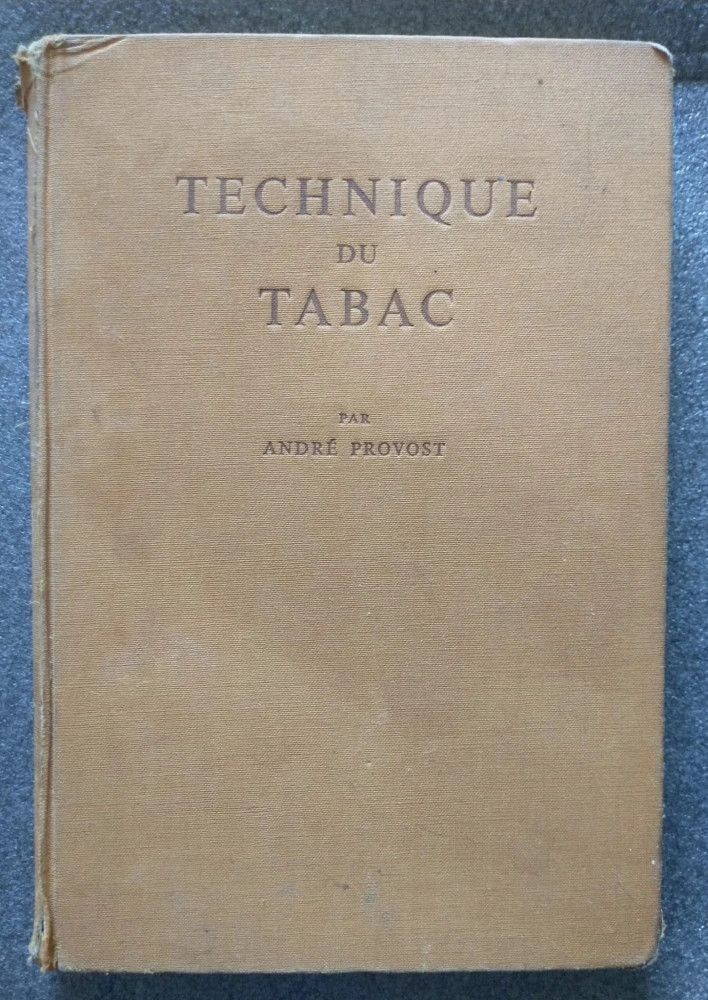 TECHNIQUE
DU
TABAC
PAR
ANDRÉ PROVOST